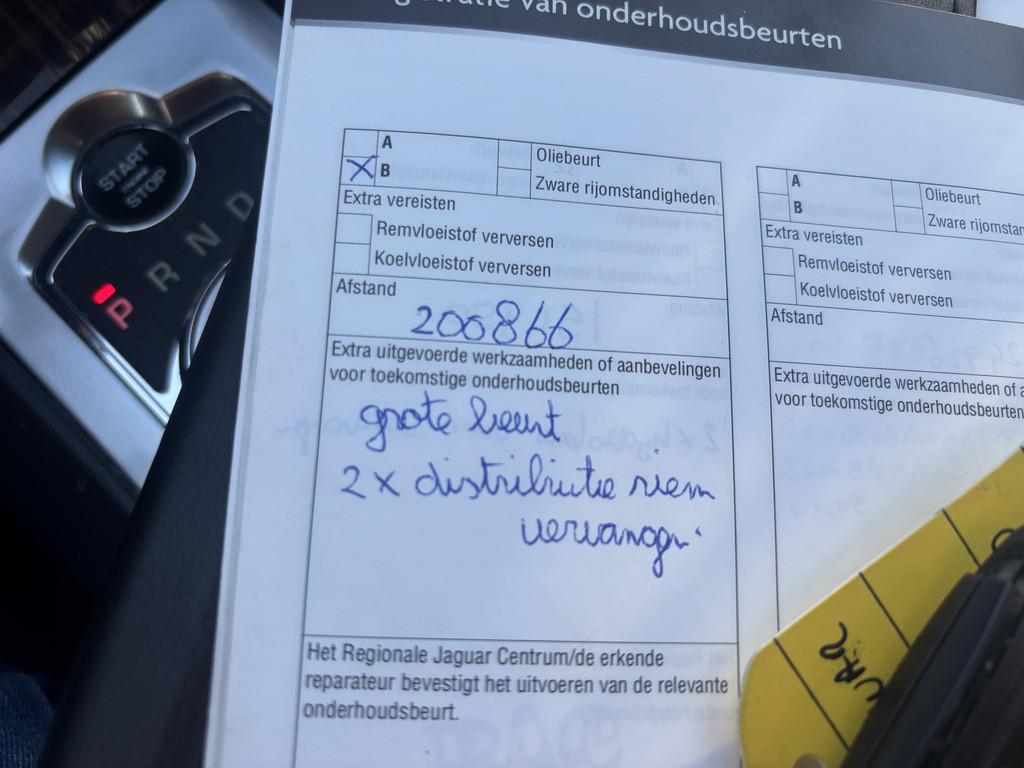 van onderhoudsbeurten
START
STOP
P R N D
A
X B
Oliebeurt
Zware rijomstandigheden
Extra vereisten
Remvloeistof verversen
Koelvloeistof verversen
Afstand
200866
Extra uitgevoerde werkzaamheden of aanbevelingen
voor toekomstige onderhoudsbeurten
grote beurt
2 x distributie riem
vervangn.
Het Regionale Jaguar Centrum/de erkende
reparateur bevestigt het uitvoeren van de relevante
onderhoudsbeurt.
A
B
Oliebeurt
Zware rijomstan
Extra vereisten
Remvloeistof verversen
Koelvloeistof verversen
Afstand
Extra uitgevoerde werkzaamheden of
voor toekomstige onderhoudsbeurten